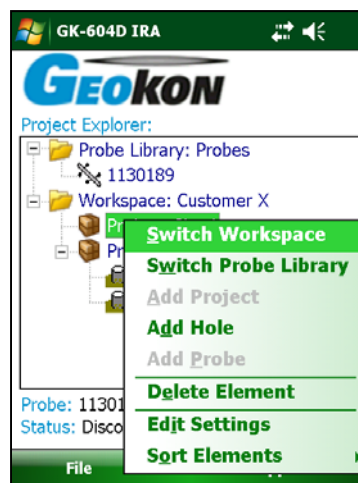 GK-604D IRA
GEOKON
Project Explorer:
Probe Library: Probes
1130189
Workspace: Customer X
Switch Workspace
Switch Probe Library
Add Project
Add Hole
Add Probe
Delete Element
Edit Settings
Sort Elements
Probe: 11301
Status: Disco
File